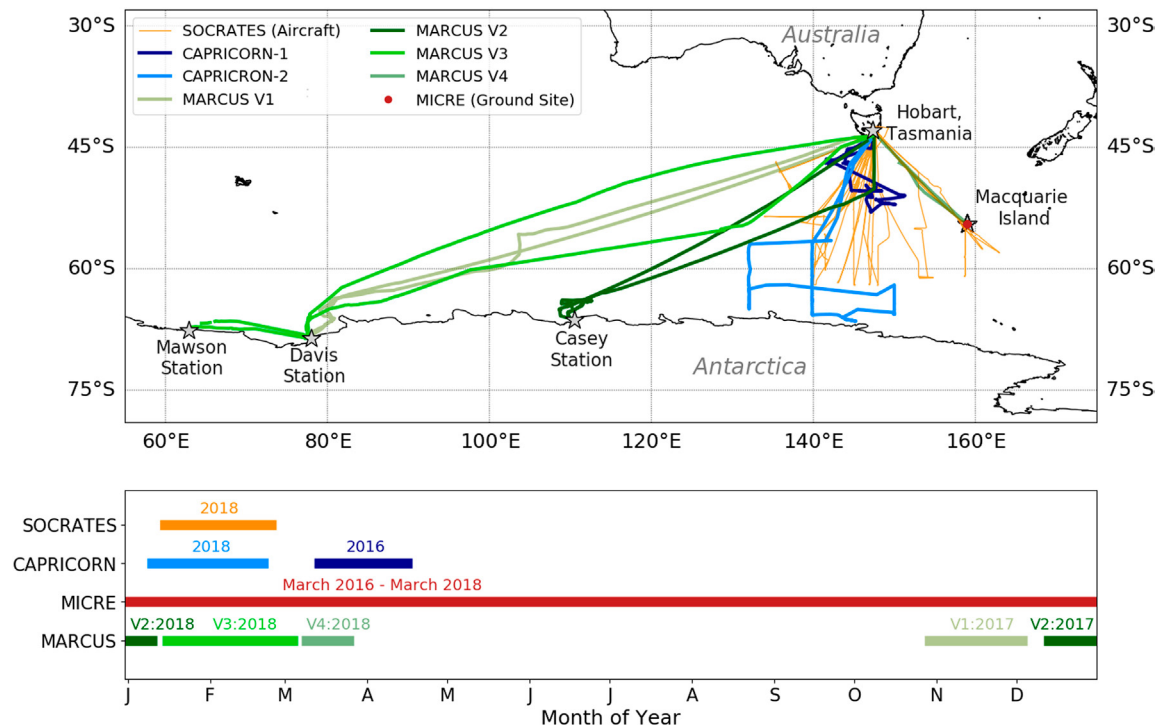 30°S
30°S
SOCRATES (Aircraft)
CAPRICORN-1
CAPRICRON-2
MARCUS V1
MARCUS V2
MARCUS V3
MARCUS V4
MICRE (Ground Site)
Australia
Hobart,
Tasmania
45°S
45°S
Macquarie
Island
60°S
60°S
Mawson
Station
Davis
Station
Casey
Station
Antarctica
75°S
75°S
60°E
80°E
100°E
120°E
140°E
160°E
SOCRATES
2018
CAPRICORN
2018
2016
MICRE
March 2016 - March 2018
MARCUS
V2:2018
V3:2018
V4:2018
V1:2017
V2:2017
J
F
M
A
M
J
J
A
S
O
N
D
Month of Year